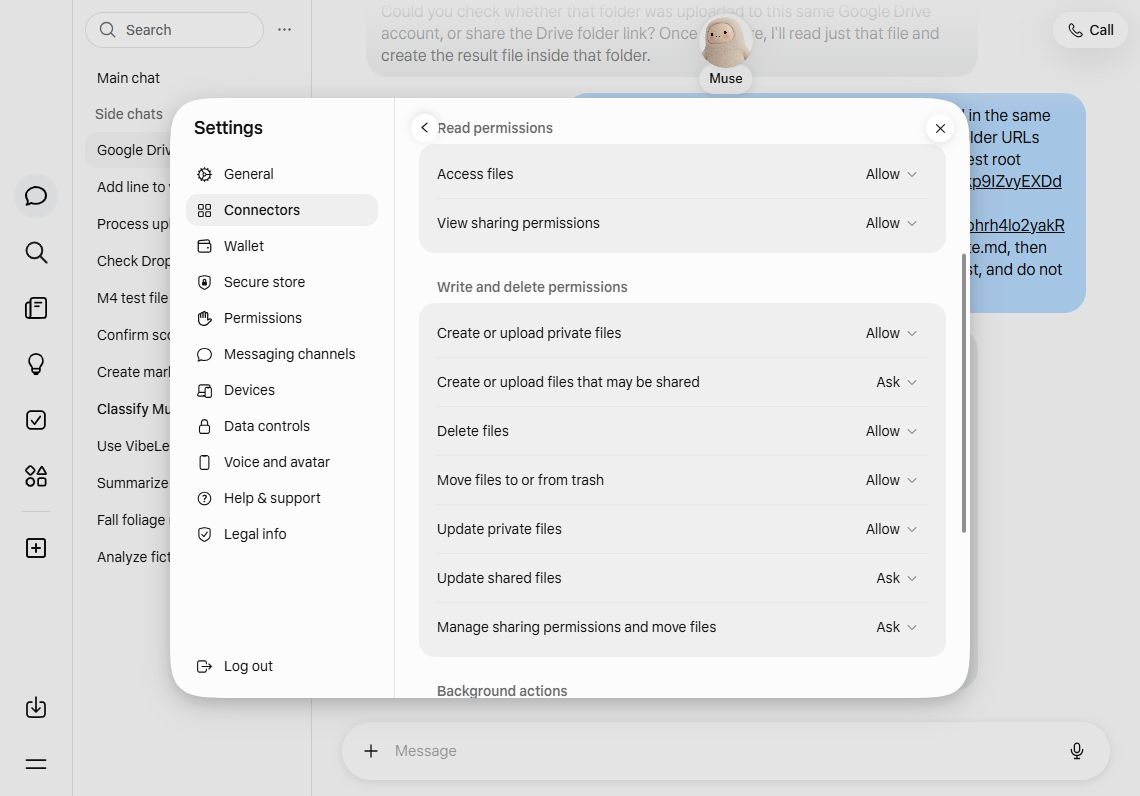 Search
Main chat
Side chats
Google Driv
Add line to
Process upl
Check Drop
M4 test file
Confirm sco
Create mark
Classify Mu
Use VibeLe
Summarize
Fall foliage
Analyze fict
Could you check whether that folder was uploaded to this same Google Drive
account, or share the Drive folder link? Once
re, I'll read just that file and
create the result file inside that folder.
Muse
Call
in the same
lder URLs
est root
p9IZvyEXDd
ohrh4lo2yakR
te.md, then
st, and do not
Settings
General
Connectors
Wallet
Secure store
Permissions
Messaging channels
Devices
Data controls
Voice and avatar
Help & support
Legal info
Log out
Read permissions
Access files Allow
View sharing permissions Allow
Write and delete permissions
Create or upload private files Allow
Create or upload files that may be shared Ask
Delete files Allow
Move files to or from trash Allow
Update private files Allow
Update shared files Ask
Manage sharing permissions and move files Ask
Background actions
Message